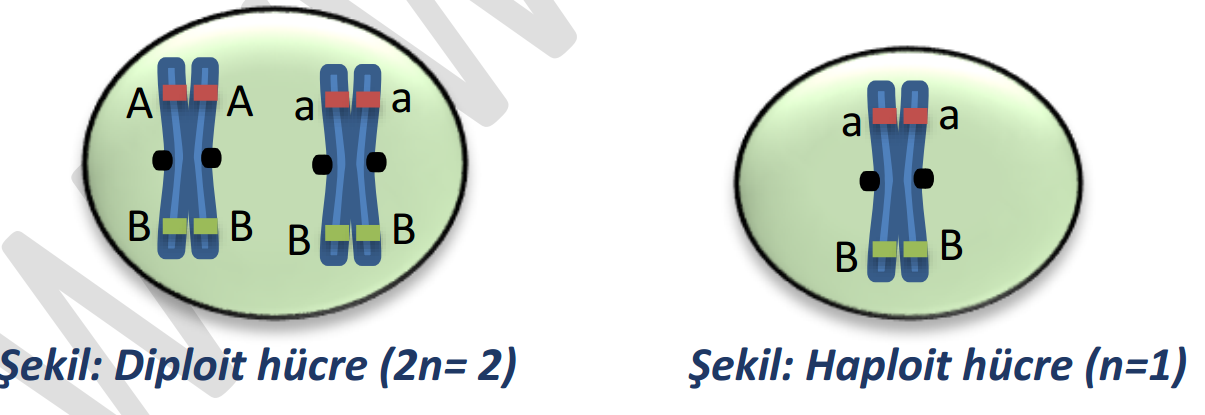 A A a a
B B B B
a a
B B
Şekil: Diploit hücre (2n= 2)
Şekil: Haploit hücre (n=1)